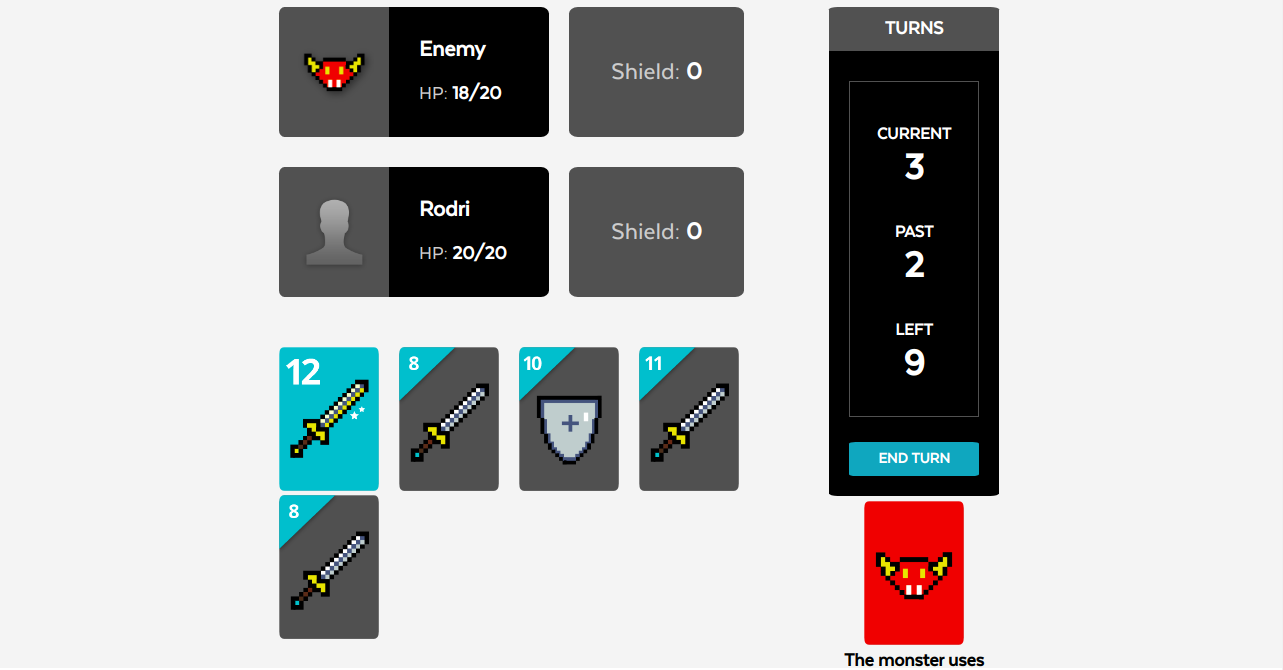 Enemy
HP: 18/20
Shield: 0
Rodri
HP: 20/20
Shield: 0
12
8
10
11
8
TURNS
CURRENT
3
PAST
2
LEFT
9
END TURN
The monster uses